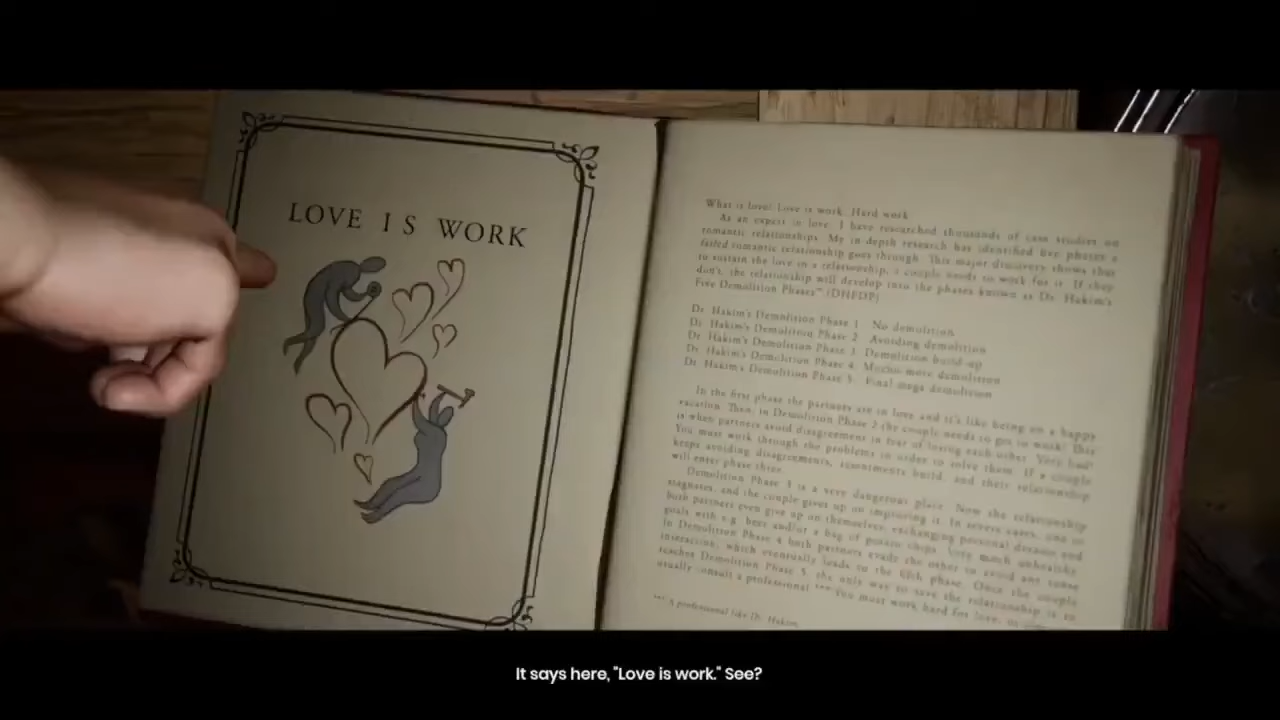 LOVE IS WORK
What is love? Love is work. Hard work.
As an expert in love, I have researched thousands of case studies on
romantic relationships. My in depth research has identified five phases a
failed romantic relationship goes through. This major discovery shows that
to sustain the love in a relationship, a couple needs to work for it. If they
don't, the relationship will develop into the phases known as Dr. Hakim's
Five Demolition Phases™ (DHFDP)
Dr. Hakim's Demolition Phase 1 No demolition
Dr. Hakim's Demolition Phase 2 Avoiding demolition
Dr. Hakim's Demolition Phase 3 Demolition build-up
Dr. Hakim's Demolition Phase 4 Mucho more demolition
Dr. Hakim's Demolition Phase 5 Final mega demolition
In the first phase the partners are in love and it's like being on a happy
vacation. Then, in Demolition Phase 2 the couple needs to get to work! This
is when partners avoid disagreement in fear of losing each other. Very bad!
You must work through the problems in order to solve them. If a couple
keeps avoiding disagreements, resentments build, and their relationship
will enter phase three.
Demolition Phase 3 is a very dangerous place. Now the relationship
stagnates, and the couple gives up on improving it. In severe cases, one or
both partners even give up on themselves, exchanging personal dreams and
goals with e.g. beer and/or a bag of potato chips. Very much unhealthy.
In Demolition Phase 4 both partners evade the other to avoid any tense
interaction, which eventually leads to the fifth phase. Once the couple
reaches Demolition Phase 5, the only way to save the relationship is to
usually consult a professional.*** You must work hard for love,
*** A professional like Dr. Hakim.
It says here, "Love is work." See?